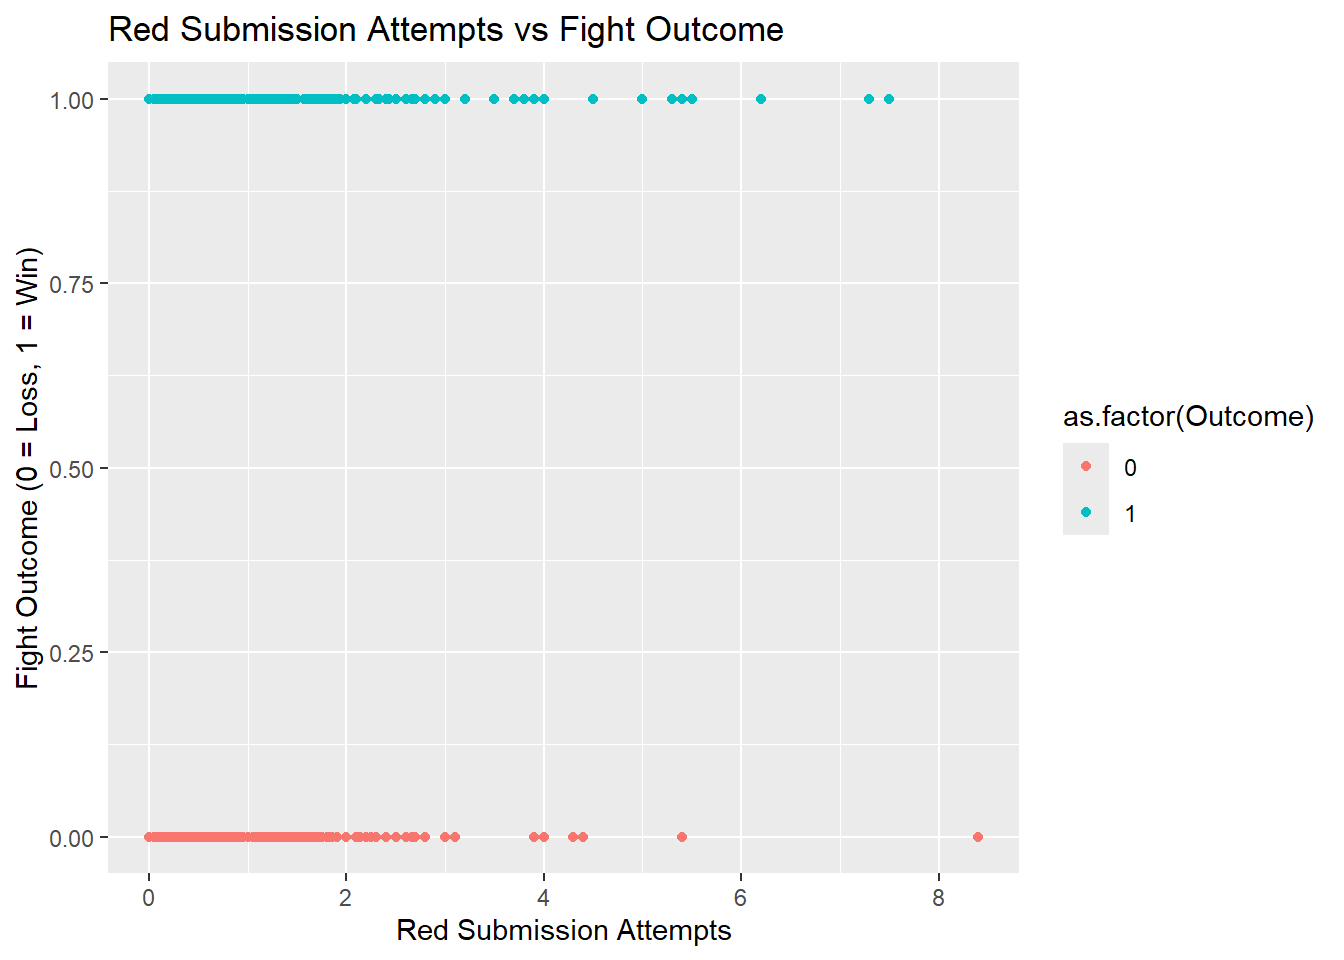 Red Submission Attempts vs Fight Outcome
Fight Outcome (0 = Loss, 1 = Win)
1.00
0.75
0.50
0.25
0.00
0 2 4 6 8
Red Submission Attempts
as.factor(Outcome)
0
1